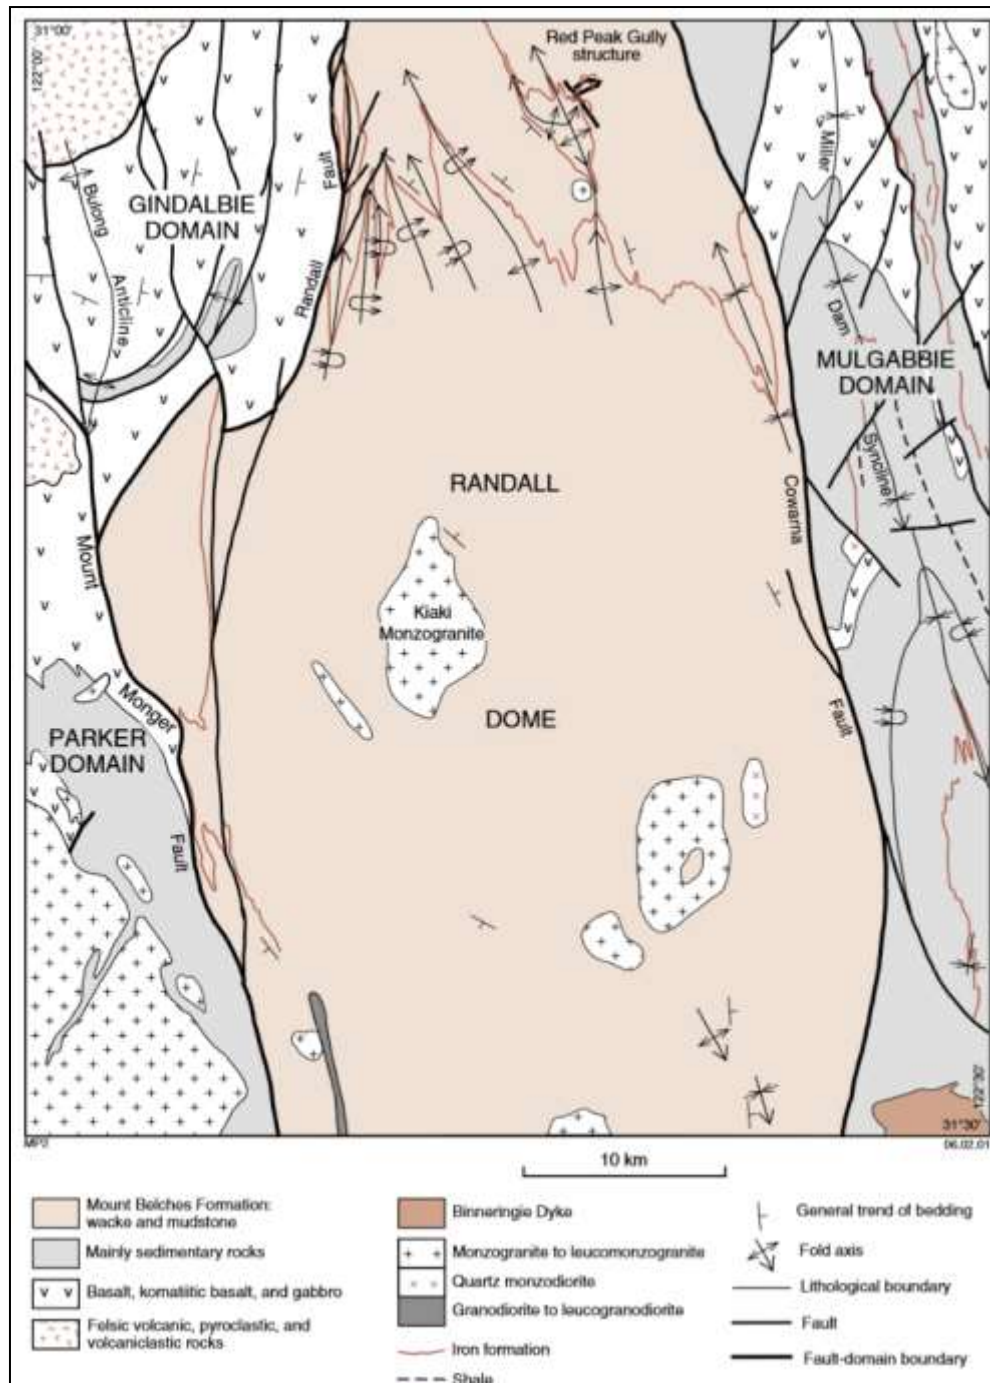 31°00'
122°00'
Red Peak Gully
structure
Miller
Fault
Bulong
GINDALBIE
DOMAIN
Anticline
Randall
Dam
MULGABBIE
DOMAIN
Syncline
RANDALL
Cowarna
Mount
Kiaki
Monzogranite
Monger
Fault
DOME
PARKER
DOMAIN
Fault
122°30'
31°30'
MP2
06.02.01
10 km
Mount Belches Formation:
wacke and mudstone
Mainly sedimentary rocks
Basalt, komatiitic basalt, and gabbro
Felsic volcanic, pyroclastic, and
volcaniclastic rocks
Binneringie Dyke
Monzogranite to leucomonzogranite
Quartz monzodiorite
Granodiorite to leucogranodiorite
Iron formation
Shale
General trend of bedding
Fold axis
Lithological boundary
Fault
Fault-domain boundary